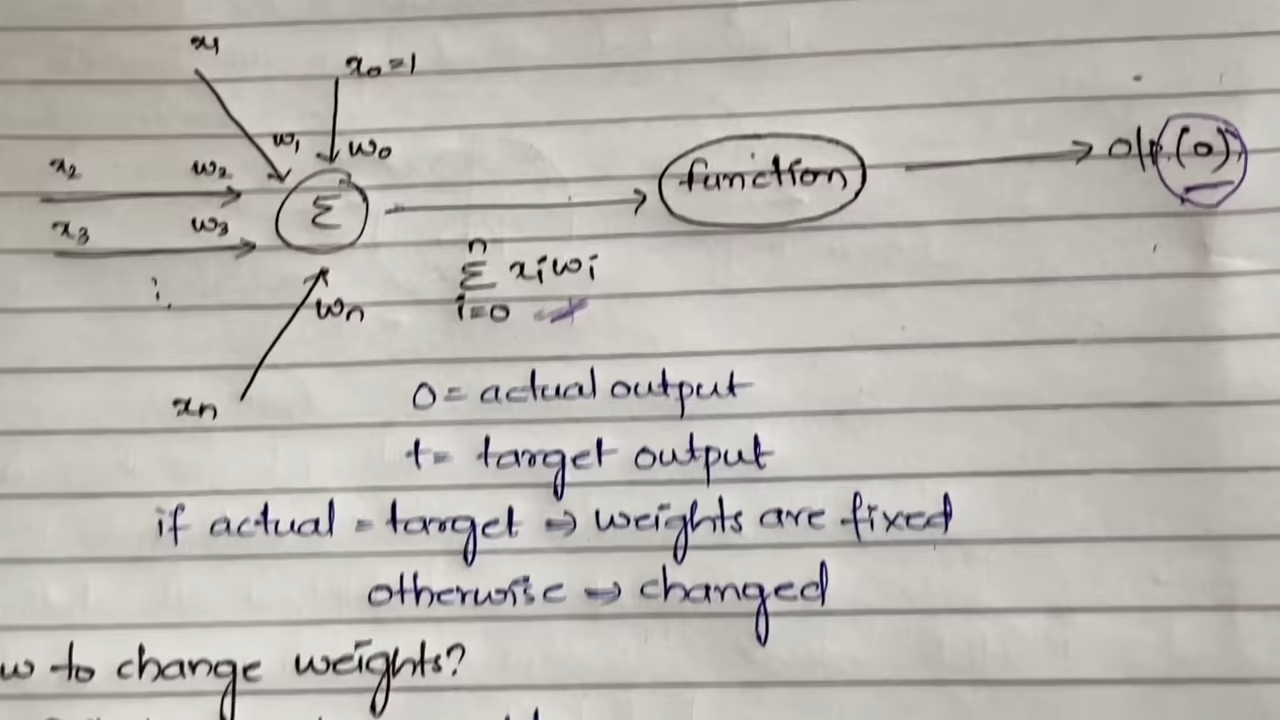 x1
x0=1
w1
w0
x2
w2
x3
w3
Σ
function
o/p (o)
n
Σ xiwi
i=0
wn
xn
o= actual output
t= target output
if actual = target ⇒ weights are fixed
otherwise ⇒ changed
w to change weights?